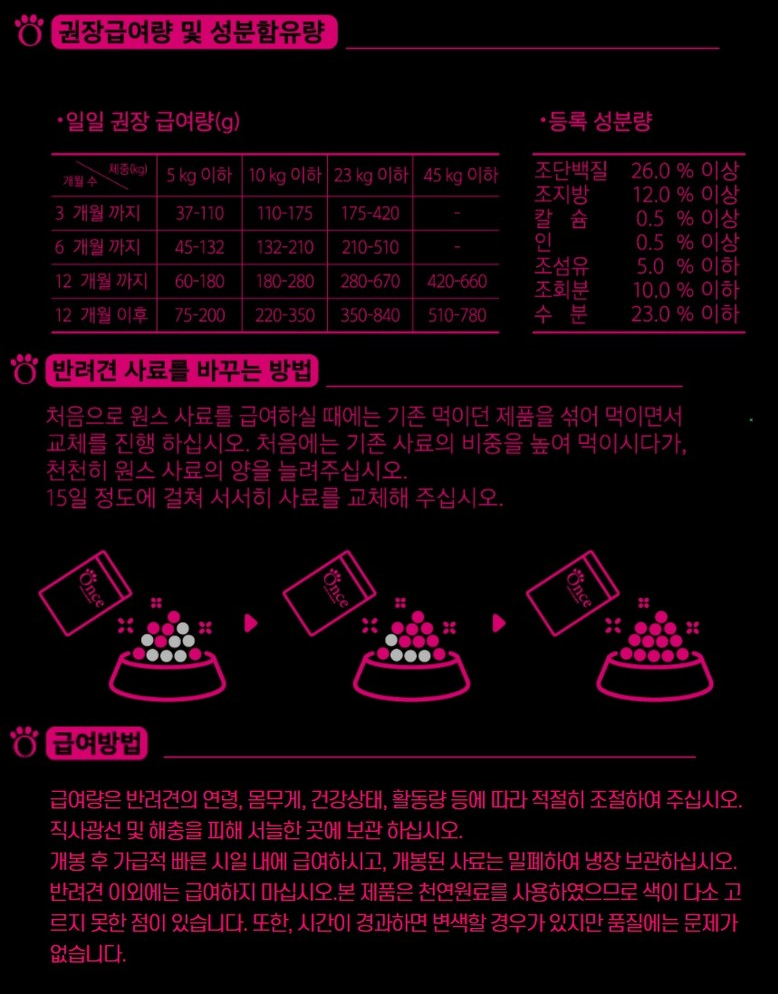 권장급여량 및 성분함유량
•일일 권장 급여량(g)
체중(kg)
개월 수
5 kg 이하 10 kg 이하 23 kg 이하 45 kg 이하
3 개월 까지 37-110 110-175 175-420 -
6 개월 까지 45-132 132-210 210-510 -
12 개월 까지 60-180 180-280 280-670 420-660
12 개월 이후 75-200 220-350 350-840 510-780
•등록 성분량
조단백질 26.0 % 이상
조지방 12.0 % 이상
칼 슘 0.5 % 이상
인 0.5 % 이상
조섬유 5.0 % 이하
조회분 10.0 % 이하
수 분 23.0 % 이하
반려견 사료를 바꾸는 방법
처음으로 원스 사료를 급여하실 때에는 기존 먹이던 제품을 섞어 먹이면서
교체를 진행 하십시오. 처음에는 기존 사료의 비중을 높여 먹이시다가,
천천히 원스 사료의 양을 늘려주십시오.
15일 정도에 걸쳐 서서히 사료를 교체해 주십시오.
Once
Once
Once
급여방법
급여량은 반려견의 연령, 몸무게, 건강상태, 활동량 등에 따라 적절히 조절하여 주십시오.
직사광선 및 해충을 피해 서늘한 곳에 보관 하십시오.
개봉 후 가급적 빠른 시일 내에 급여하시고, 개봉된 사료는 밀폐하여 냉장 보관하십시오.
반려견 이외에는 급여하지 마십시오.본 제품은 천연원료를 사용하였으므로 색이 다소 고
르지 못한 점이 있습니다. 또한, 시간이 경과하면 변색할 경우가 있지만 품질에는 문제가
없습니다.